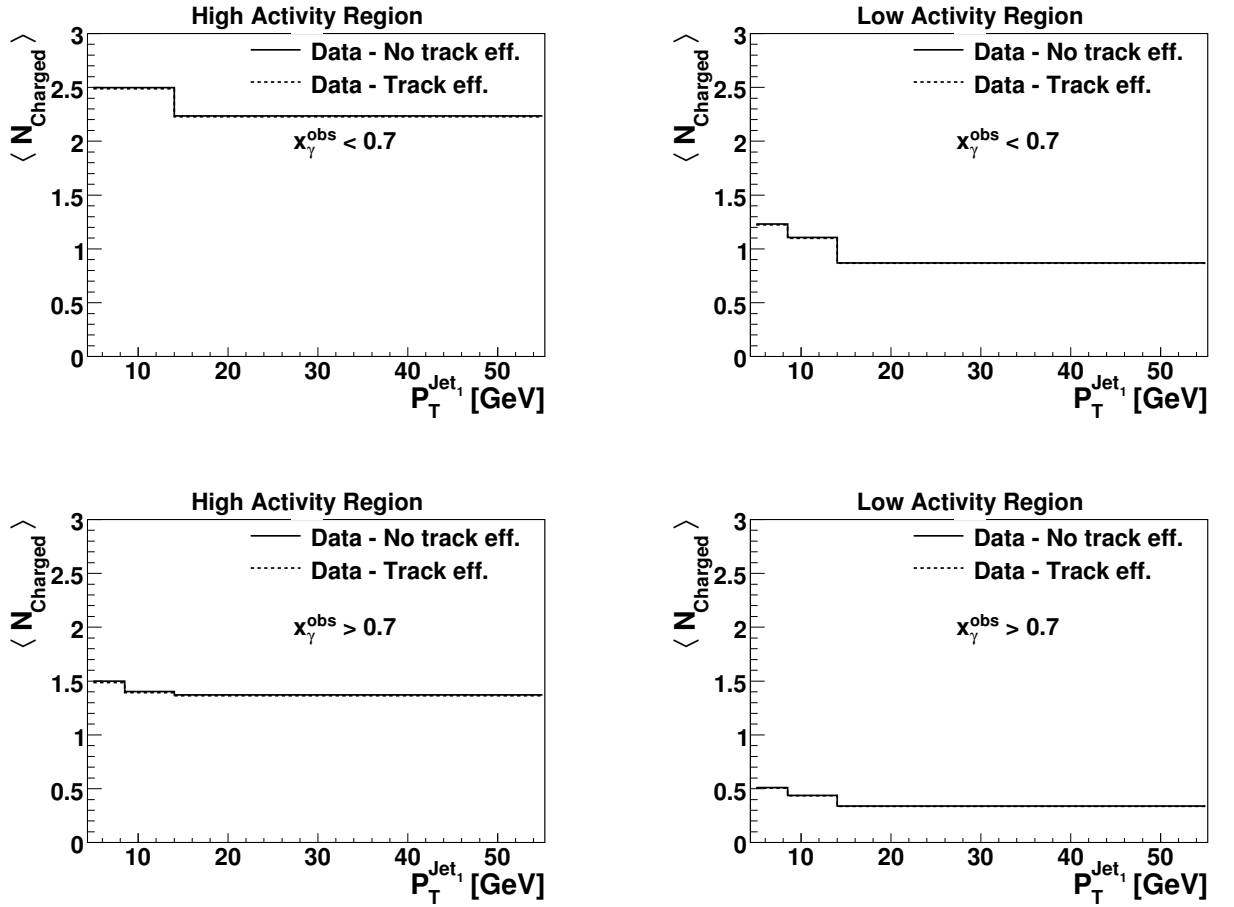 High Activity Region
3
2.5
2
1.5
1
0.5
0
⟨ N_Charged ⟩
Data - No track eff.
Data - Track eff.
x_γ^obs < 0.7
10 20 30 40 50
P_T^Jet_1 [GeV]
Low Activity Region
3
2.5
2
1.5
1
0.5
0
⟨ N_Charged ⟩
Data - No track eff.
Data - Track eff.
x_γ^obs < 0.7
10 20 30 40 50
P_T^Jet_1 [GeV]
High Activity Region
3
2.5
2
1.5
1
0.5
0
⟨ N_Charged ⟩
Data - No track eff.
Data - Track eff.
x_γ^obs > 0.7
10 20 30 40 50
P_T^Jet_1 [GeV]
Low Activity Region
3
2.5
2
1.5
1
0.5
0
⟨ N_Charged ⟩
Data - No track eff.
Data - Track eff.
x_γ^obs > 0.7
10 20 30 40 50
P_T^Jet_1 [GeV]